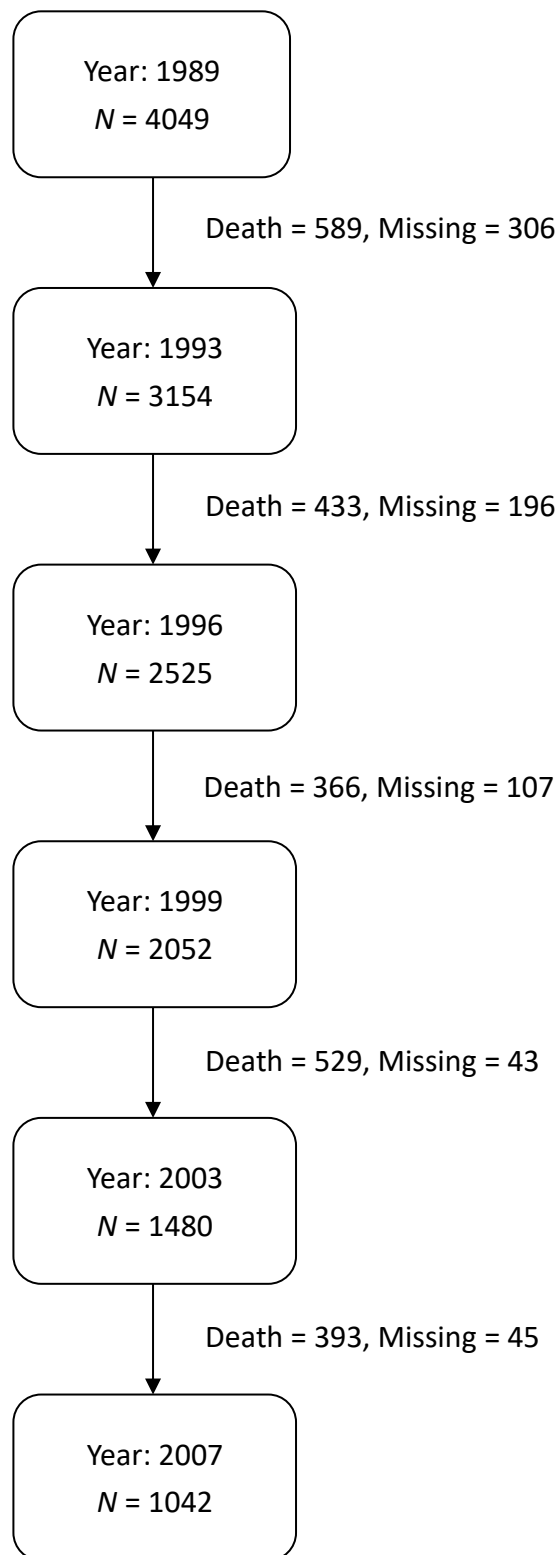 Year: 1989
N = 4049
Death = 589, Missing = 306
Year: 1993
N = 3154
Death = 433, Missing = 196
Year: 1996
N = 2525
Death = 366, Missing = 107
Year: 1999
N = 2052
Death = 529, Missing = 43
Year: 2003
N = 1480
Death = 393, Missing = 45
Year: 2007
N = 1042